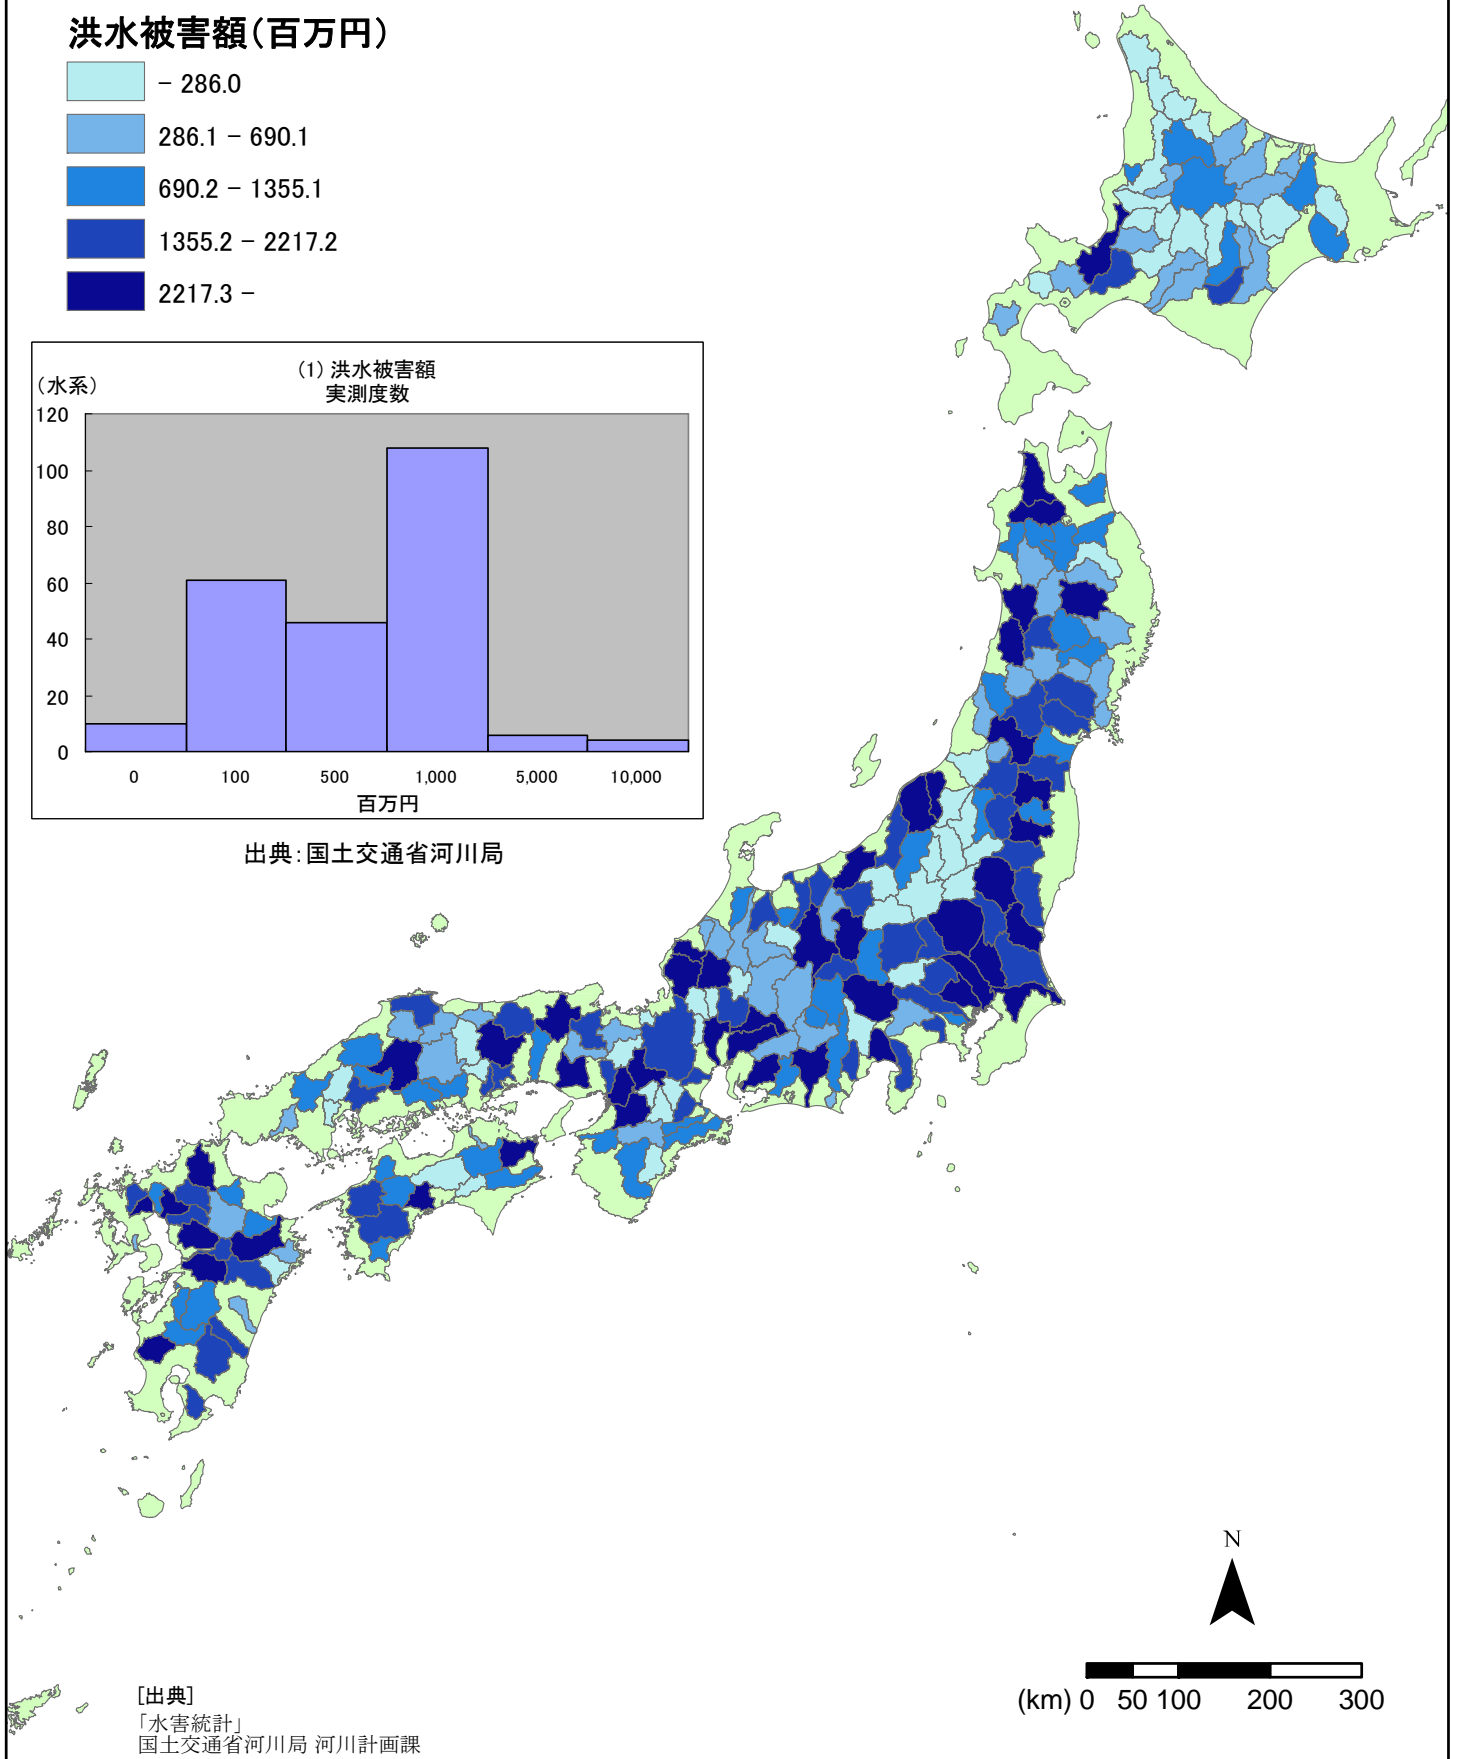 洪水被害額(百万円)
- 286.0
286.1 - 690.1
690.2 - 1355.1
1355.2 - 2217.2
2217.3 -
(1) 洪水被害額
実測度数
(水系)
120
100
80
60
40
20
0
0 100 500 1,000 5,000 10,000
百万円
出典:国土交通省河川局
N
(km) 0 50 100 200 300
[出典]
「水害統計」
国土交通省河川局 河川計画課